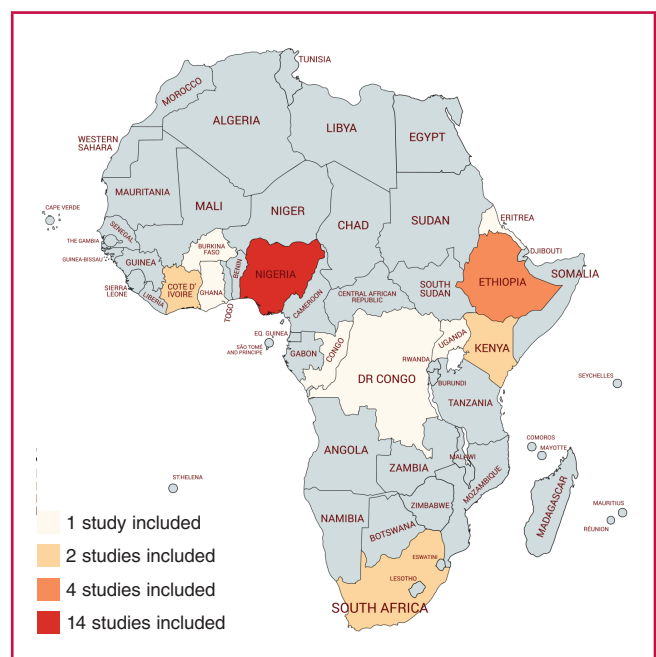 TUNISIA
MOROCCO
ALGERIA
LIBYA
EGYPT
WESTERN
SAHARA
MAURITANIA
MALI
NIGER
CHAD
SUDAN
ERITREA
CAPE VERDE
SENEGAL
THE GAMBIA
GUINEA-BISSAU
GUINEA
BURKINA
FASO
BENIN
NIGERIA
DJIBOUTI
SOMALIA
ETHIOPIA
SIERRA
LEONE
LIBERIA
COTE D'
IVOIRE
GHANA
TOGO
CAMEROON
CENTRAL AFRICAN
REPUBLIC
SOUTH
SUDAN
EQ. GUINEA
SÃO TOMÉ
AND PRÍNCIPE
GABON
CONGO
UGANDA
KENYA
RWANDA
DR CONGO
BURUNDI
TANZANIA
SEYCHELLES
COMOROS
MAYOTTE
ANGOLA
ZAMBIA
MALAWI
MOZAMBIQUE
MADAGASCAR
MAURITIUS
RÉUNION
ST.HELENA
NAMIBIA
BOTSWANA
ZIMBABWE
ESWATINI
LESOTHO
SOUTH AFRICA
1 study included
2 studies included
4 studies included
14 studies included